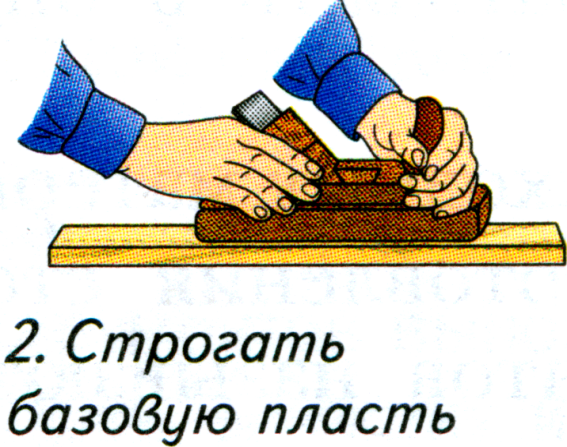 2. Строгать
базовую пласть